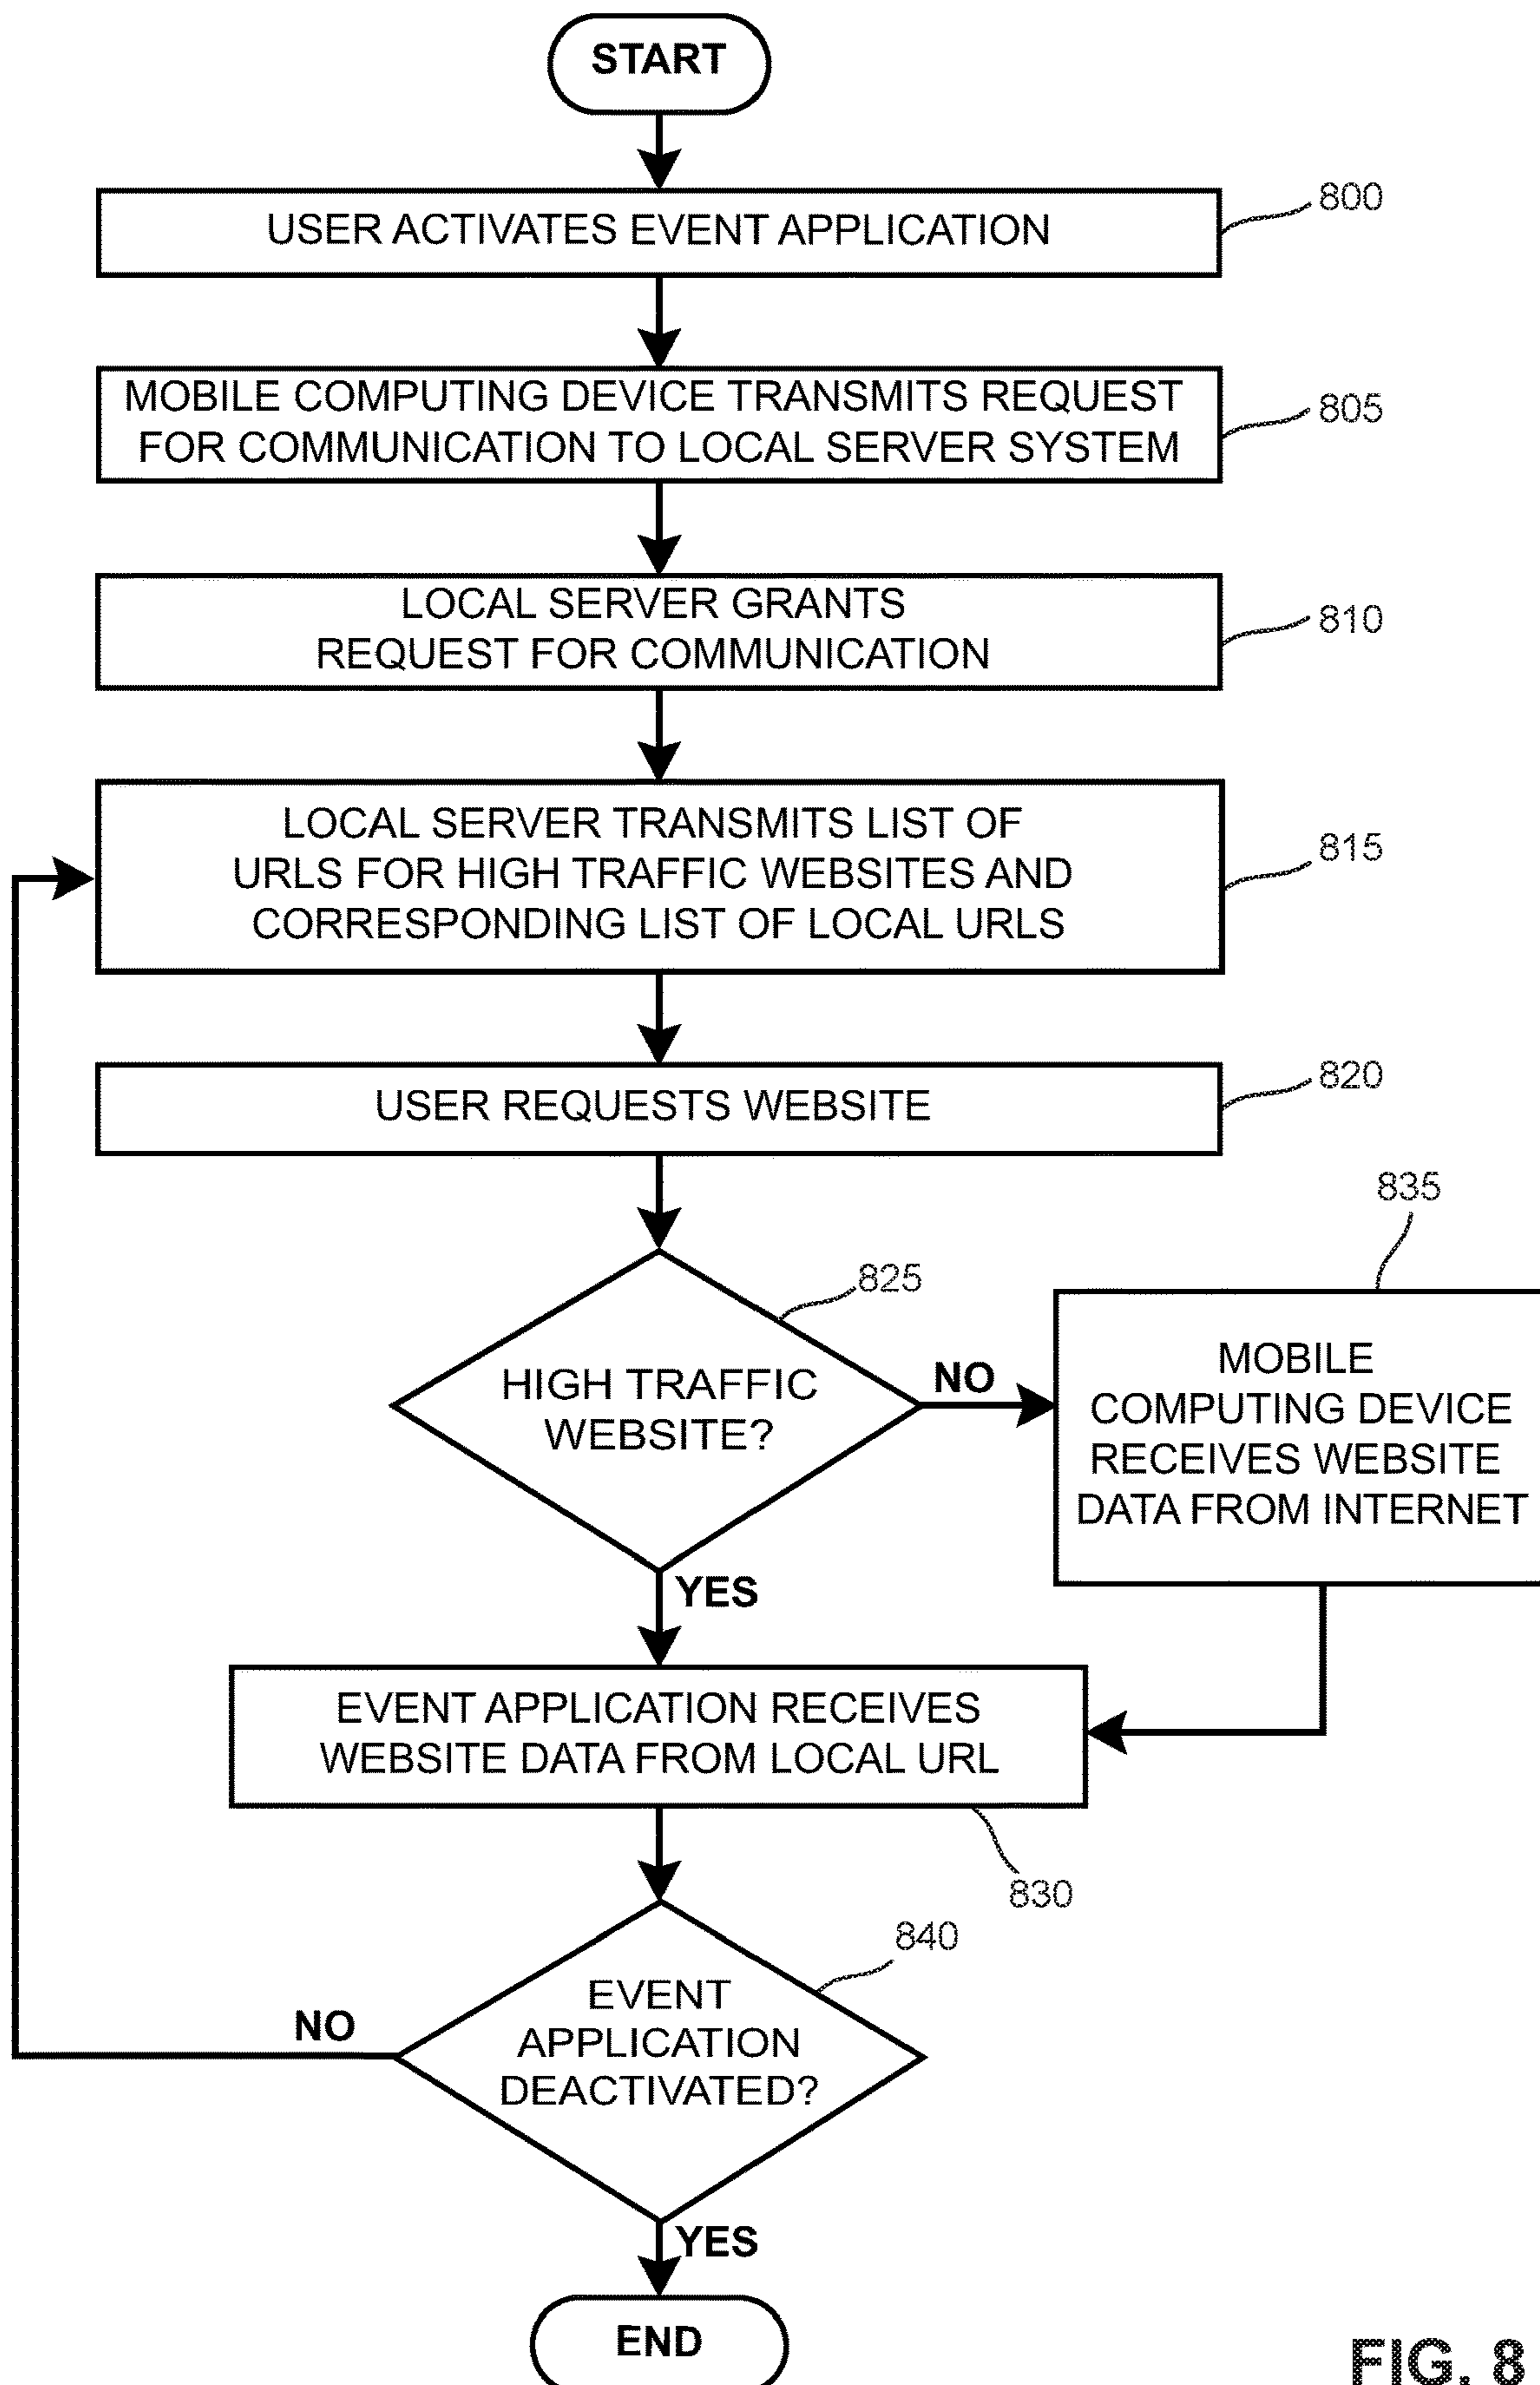 START
USER ACTIVATES EVENT APPLICATION
800
MOBILE COMPUTING DEVICE TRANSMITS REQUEST
FOR COMMUNICATION TO LOCAL SERVER SYSTEM
805
LOCAL SERVER GRANTS
REQUEST FOR COMMUNICATION
810
LOCAL SERVER TRANSMITS LIST OF
URLS FOR HIGH TRAFFIC WEBSITES AND
CORRESPONDING LIST OF LOCAL URLS
815
USER REQUESTS WEBSITE
820
HIGH TRAFFIC
WEBSITE?
825
NO
MOBILE
COMPUTING DEVICE
RECEIVES WEBSITE
DATA FROM INTERNET
835
YES
EVENT APPLICATION RECEIVES
WEBSITE DATA FROM LOCAL URL
830
EVENT
APPLICATION
DEACTIVATED?
840
NO
YES
END
FIG. 8